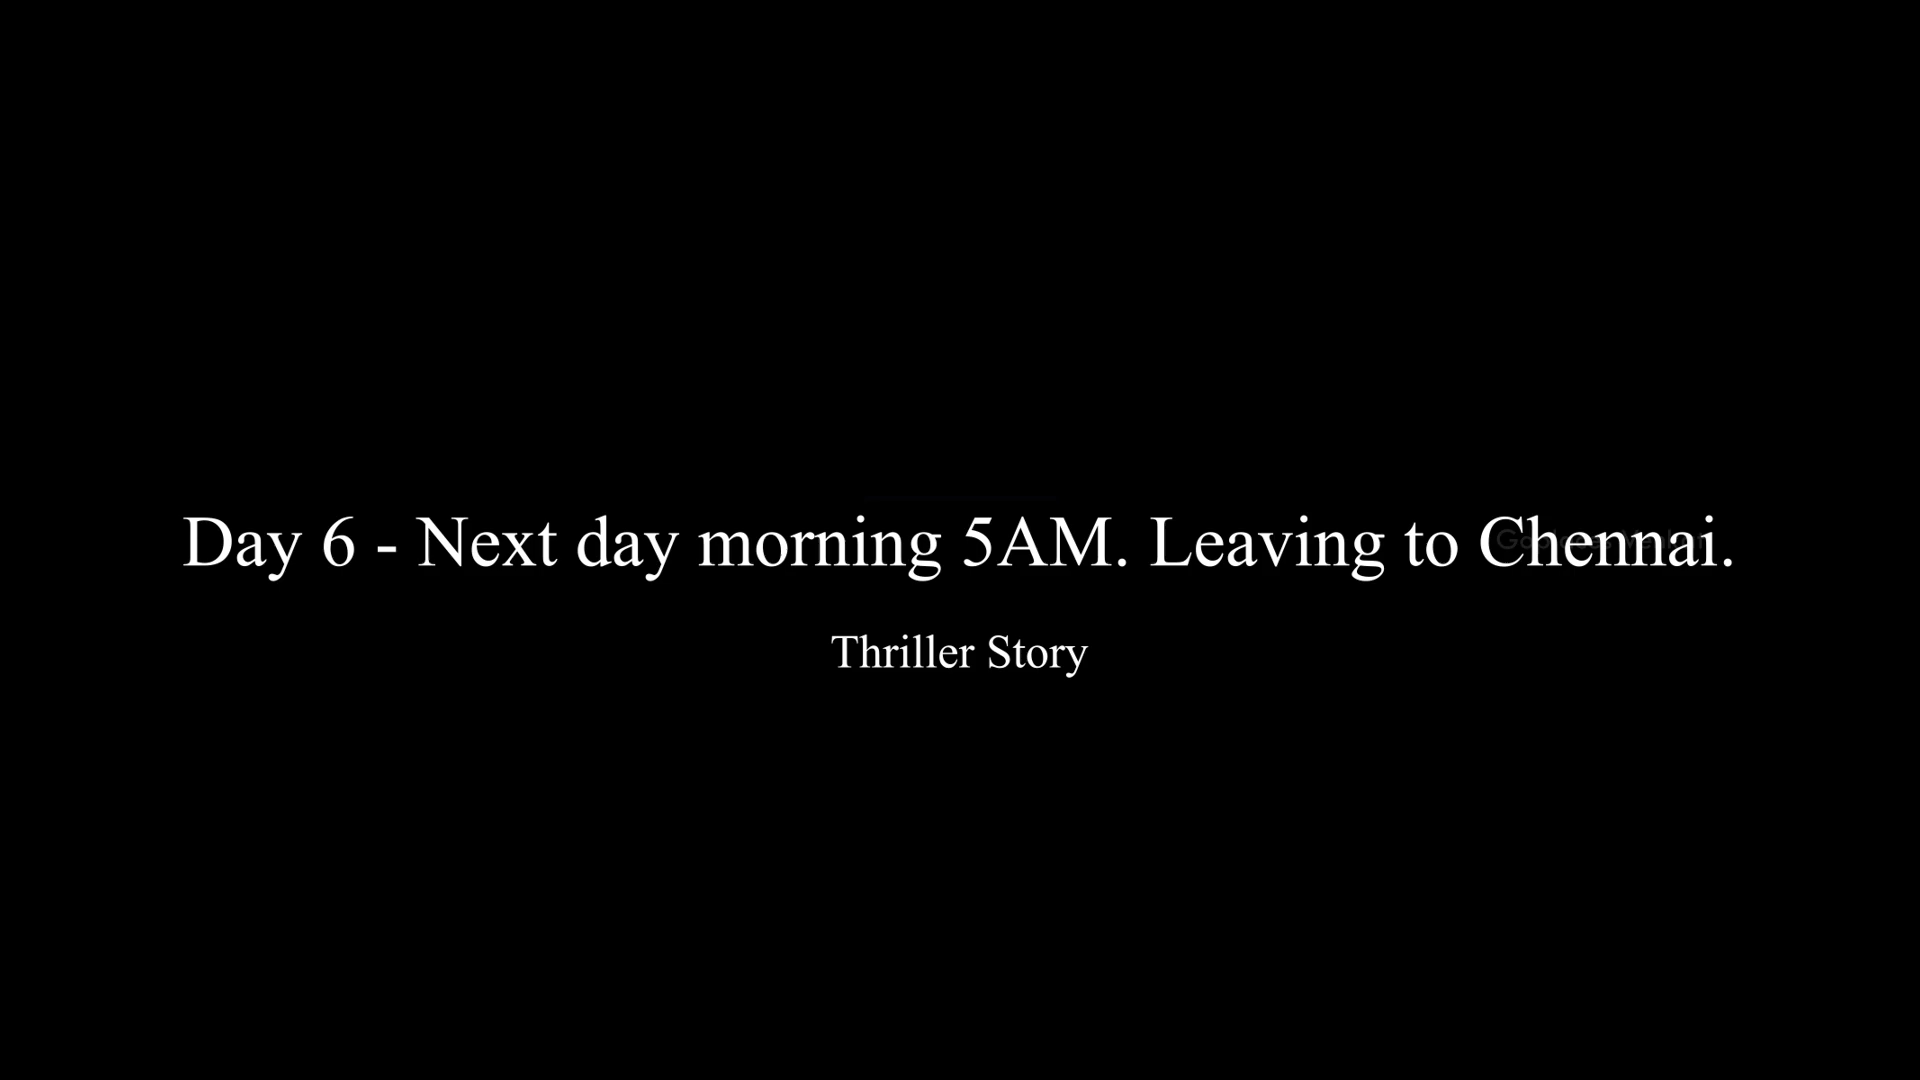 Day 6 - Next day morning 5AM. Leaving to Chennai.
Thriller Story